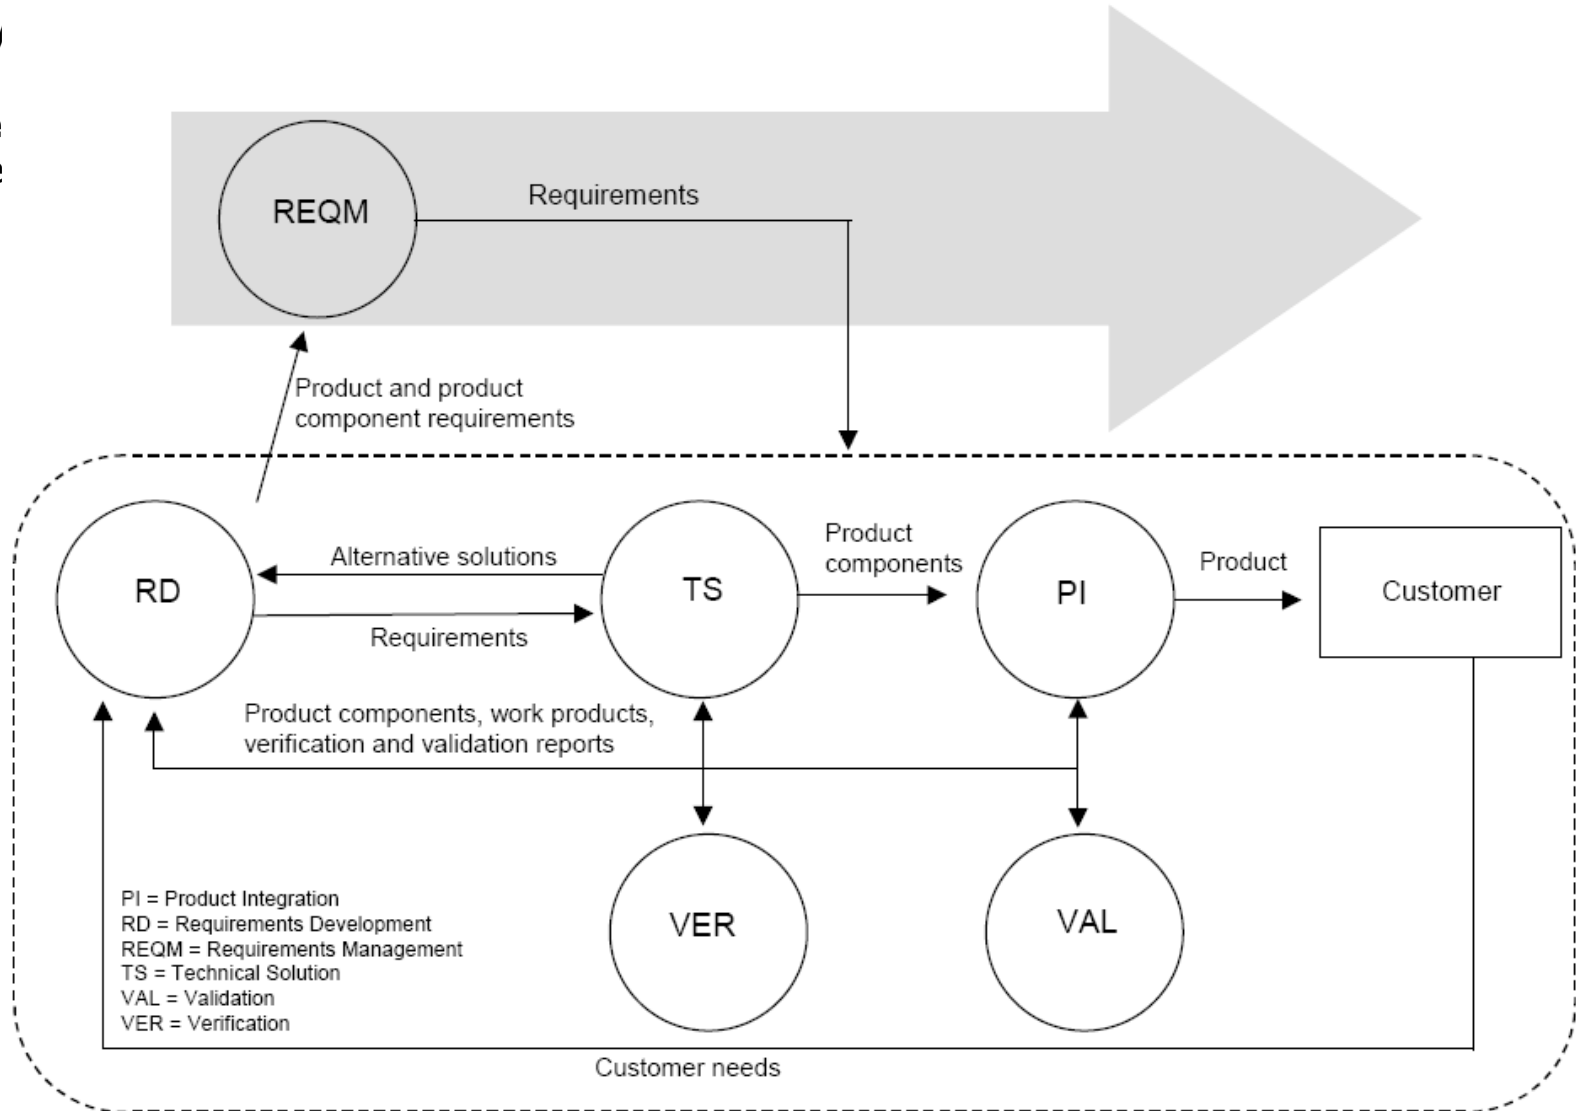 REQM
Requirements
Product and product
component requirements
RD
Alternative solutions
Requirements
TS
Product
components
PI
Product
Customer
Product components, work products,
verification and validation reports
VER
VAL
PI = Product Integration
RD = Requirements Development
REQM = Requirements Management
TS = Technical Solution
VAL = Validation
VER = Verification
Customer needs